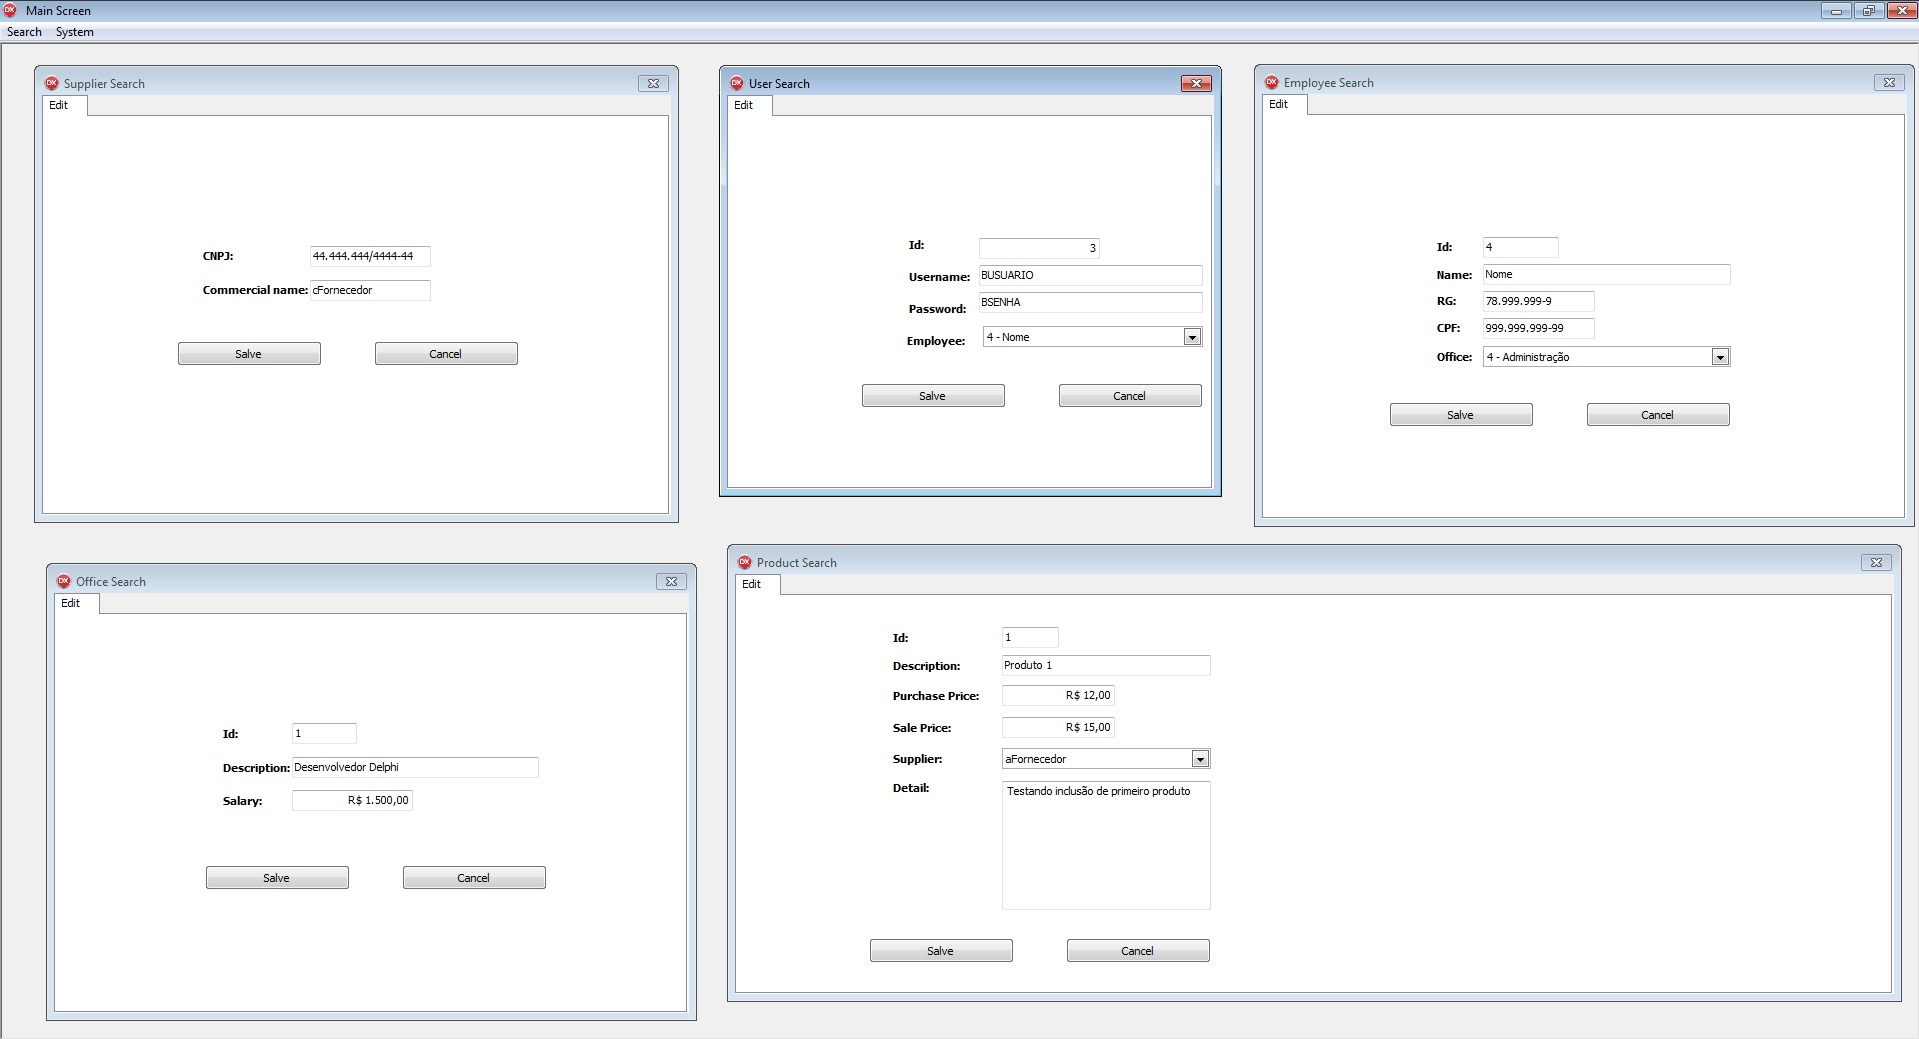 Main Screen
Search System
Supplier Search
Edit
CNPJ: 44.444.444/4444-44
Commercial name: cFornecedor
Salve Cancel
User Search
Edit
Id: 3
Username: BUSUARIO
Password: BSENHA
Employee: 4 - Nome
Salve Cancel
Employee Search
Edit
Id: 4
Name: Nome
RG: 78.999.999-9
CPF: 999.999.999-99
Office: 4 - Administração
Salve Cancel
Office Search
Edit
Id: 1
Description: Desenvolvedor Delphi
Salary: R$ 1.500,00
Salve Cancel
Product Search
Edit
Id: 1
Description: Produto 1
Purchase Price: R$ 12,00
Sale Price: R$ 15,00
Supplier: aFornecedor
Detail: Testando inclusão de primeiro produto
Salve Cancel